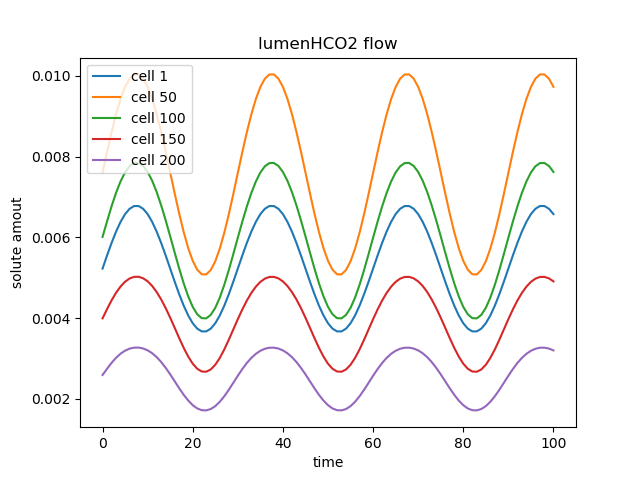 lumenHCO2 flow
cell 1
cell 50
cell 100
cell 150
cell 200
0.010
0.008
0.006
0.004
0.002
solute amout
0
20
40
60
80
100
time